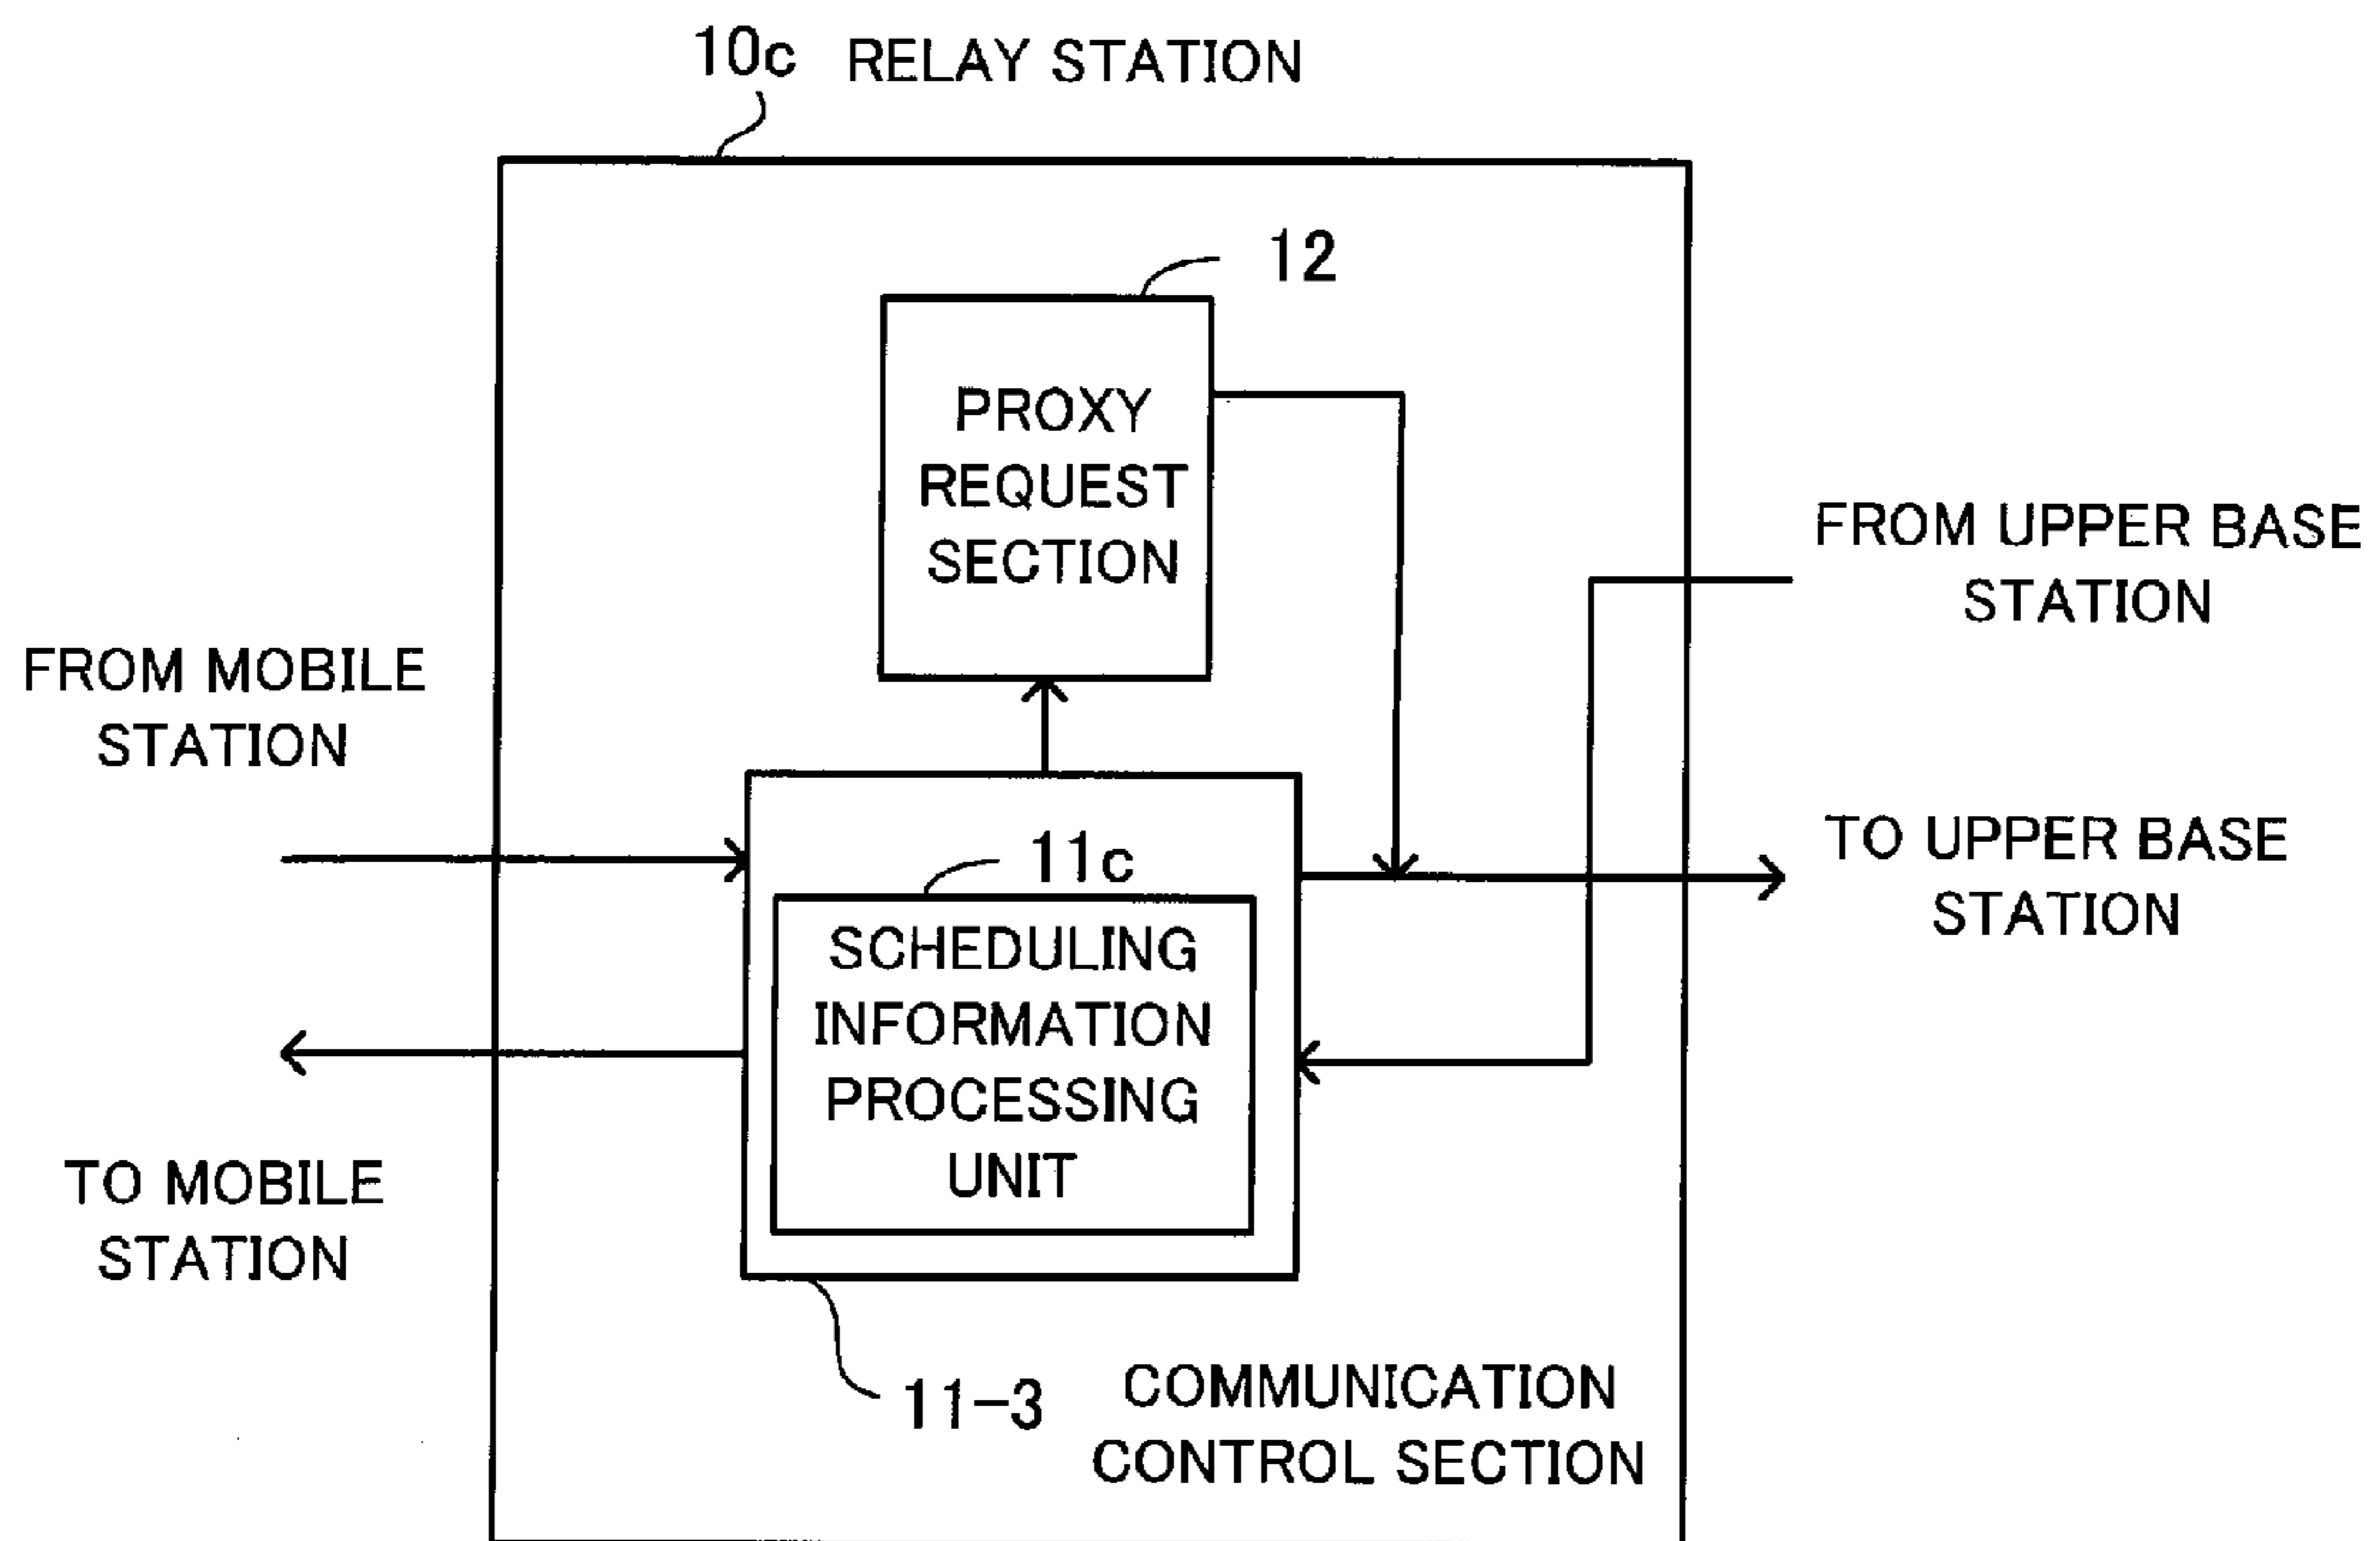 10c RELAY STATION
12
PROXY
REQUEST
SECTION
FROM UPPER BASE
STATION
FROM MOBILE
STATION
TO UPPER BASE
STATION
11c
SCHEDULING
INFORMATION
PROCESSING
UNIT
TO MOBILE
STATION
11-3
COMMUNICATION
CONTROL SECTION